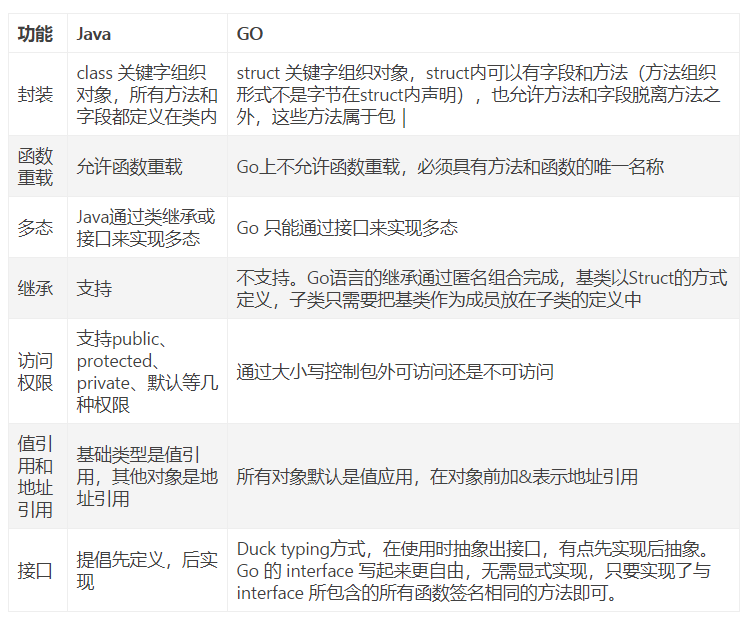 功能 Java GO
封装
class 关键字组织
对象，所有方法和
字段都定义在类内
struct 关键字组织对象，struct内可以有字段和方法（方法组织
形式不是字节在struct内声明），也允许方法和字段脱离方法之
外，这些方法属于包 |
函数
重载
允许函数重载
Go上不允许函数重载，必须具有方法和函数的唯一名称
多态
Java通过类继承或
接口来实现多态
Go 只能通过接口来实现多态
继承
支持
不支持。Go语言的继承通过匿名组合完成，基类以Struct的方式
定义，子类只需要把基类作为成员放在子类的定义中
访问
权限
支持public、
protected、
private、默认等几
种权限
通过大小写控制包外可访问还是不可访问
值引
用和
地址
引用
基础类型是值引
用，其他对象是地
址引用
所有对象默认是值应用，在对象前加&表示地址引用
接口
提倡先定义，后实
现
Duck typing方式，在使用时抽象出接口，有点先实现后抽象。
Go 的 interface 写起来更自由，无需显式实现，只要实现了与
interface 所包含的所有函数签名相同的方法即可。